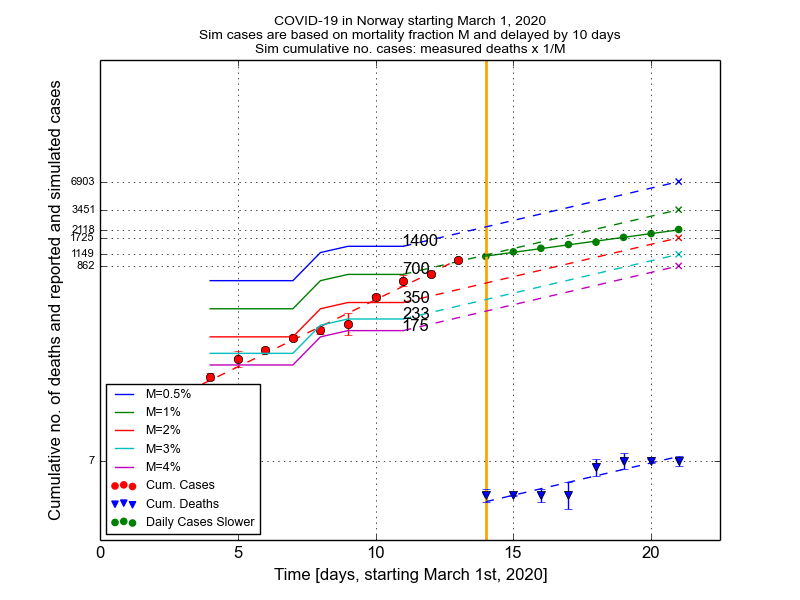 COVID-19 in Norway starting March 1, 2020
Sim cases are based on mortality fraction M and delayed by 10 days
Sim cumulative no. cases: measured deaths x 1/M
Cumulative no. of deaths and reported and simulated cases
6903
3451
2118
1725
1149
862
7
1400
700
350
233
175
M=0.5%
M=1%
M=2%
M=3%
M=4%
Cum. Cases
Cum. Deaths
Daily Cases Slower
0 5 10 15 20
Time [days, starting March 1st, 2020]